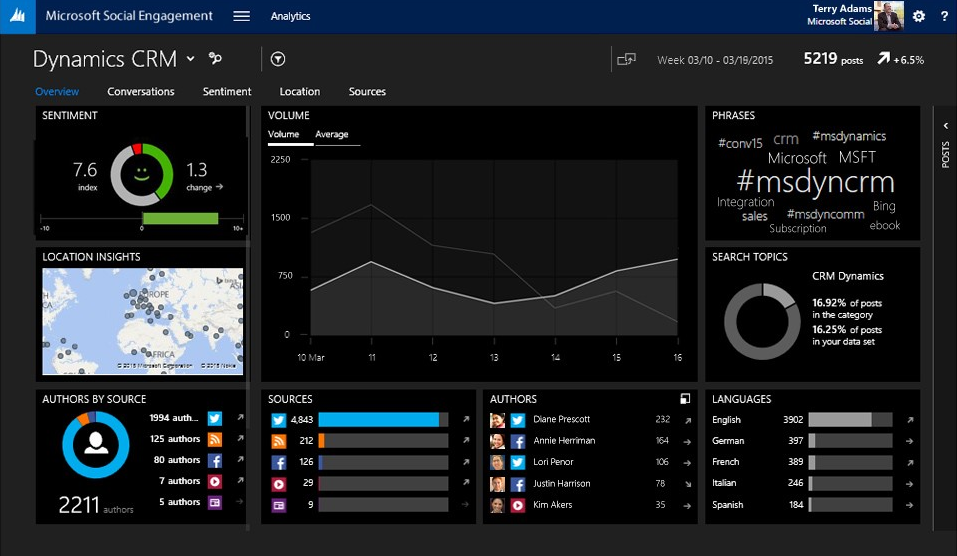 Microsoft Social Engagement
Analytics
Terry Adams
Microsoft Social
?
Dynamics CRM
Week 03/10 - 03/19/2015
5219 posts
+6.5%
Overview
Conversations
Sentiment
Location
Sources
SENTIMENT
7.6
index
1.3
change
-10
0
10+
VOLUME
Volume
Average
2250
1500
750
0
10 Mar
11
12
13
14
15
16
PHRASES
#conv15
crm
#msdynamics
Microsoft
MSFT
#msdyncrm
Integration
Bing
sales
#msdyncomm
Subscription
ebook
POSTS
LOCATION INSIGHTS
EUROPE
AFRICA
© 2015 Microsoft Corporation
© 2015 Nokia
SEARCH TOPICS
CRM Dynamics
16.92% of posts
in the category
16.25% of posts
in your data set
AUTHORS BY SOURCE
1994 auth...
125 authors
80 authors
7 authors
5 authors
2211 authors
SOURCES
4,843
212
126
29
9
AUTHORS
Diane Prescott 232
Annie Herriman 164
Lori Penor 106
Justin Harrison 78
Kim Akers 35
LANGUAGES
English 3902
German 397
French 389
Italian 246
Spanish 184